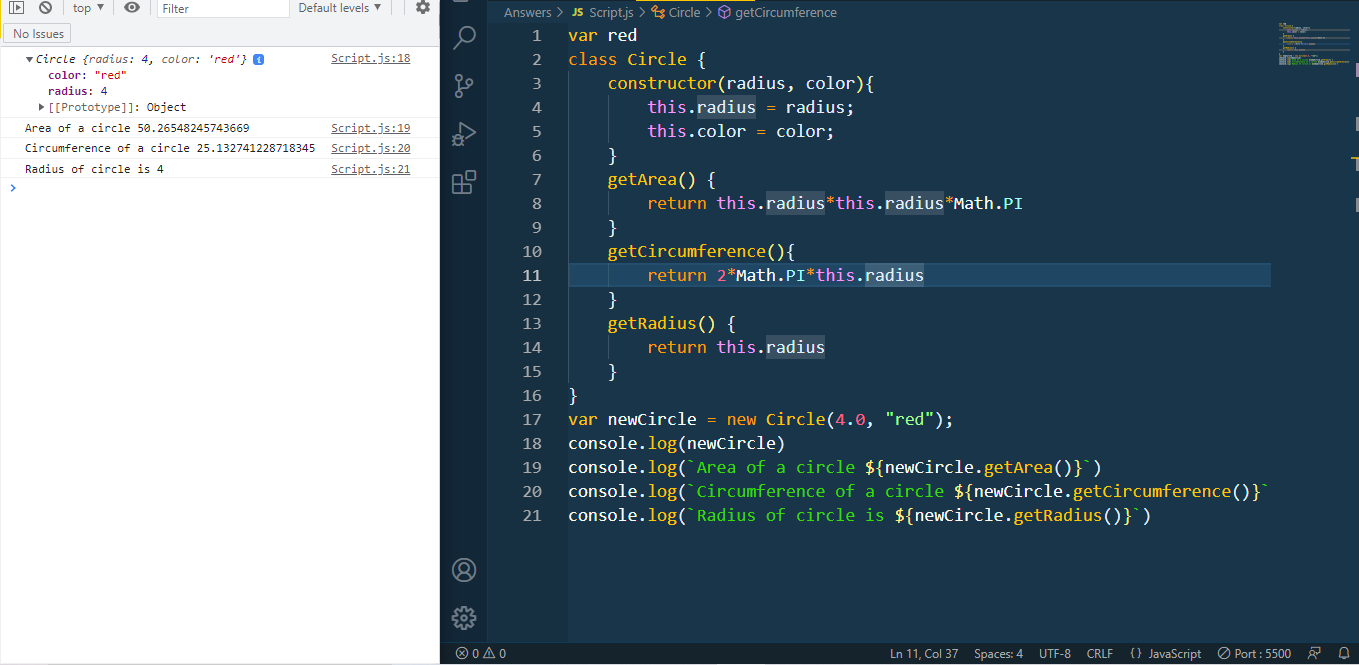 top ▼
Filter
Default levels ▼
No Issues
▼Circle {radius: 4, color: 'red'} i
Script.js:18
color: "red"
radius: 4
▶[[Prototype]]: Object
Area of a circle 50.26548245743669
Script.js:19
Circumference of a circle 25.132741228718345
Script.js:20
Radius of circle is 4
Script.js:21
>
Answers > JS Script.js > Circle > getCircumference
1 var red
2 class Circle {
3 constructor(radius, color){
4 this.radius = radius;
5 this.color = color;
6 }
7 getArea() {
8 return this.radius*this.radius*Math.PI
9 }
10 getCircumference(){
11 return 2*Math.PI*this.radius
12 }
13 getRadius() {
14 return this.radius
15 }
16 }
17 var newCircle = new Circle(4.0, "red");
18 console.log(newCircle)
19 console.log(`Area of a circle ${newCircle.getArea()}`)
20 console.log(`Circumference of a circle ${newCircle.getCircumference()}`
21 console.log(`Radius of circle is ${newCircle.getRadius()}`)
0 0 Ln 11, Col 37 Spaces: 4 UTF-8 CRLF {} JavaScript Port : 5500